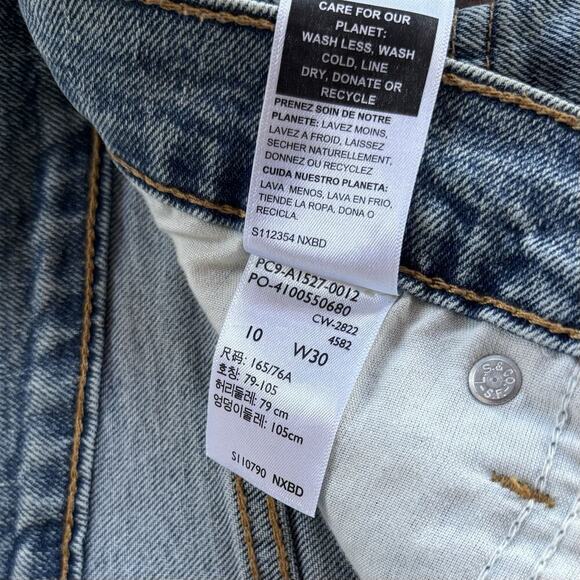 CARE FOR OUR
PLANET:
WASH LESS, WASH
COLD, LINE
DRY, DONATE OR
RECYCLE
PRENEZ SOIN DE NOTRE
PLANETE: LAVEZ MOINS,
LAVEZ A FROID, LAISSEZ
SECHER NATURELLEMENT,
DONNEZ OU RECYCLEZ
CUIDA NUESTRO PLANETA:
LAVA MENOS, LAVA EN FRIO,
TIENDE LA ROPA, DONA O
RECICLA.
S112354 NXBD
PC9-A1527-0012
PO-4100550680
CW-2822
4582
10 W30
尺码: 165/76A
호칭: 79-105
허리둘레: 79 cm
엉덩이둘레: 105cm
S110790 NXBD
L.S.&CO.
S.F.